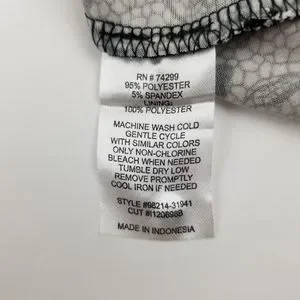 RN # 74299
95% POLYESTER
5% SPANDEX
LINING:
100% POLYESTER
MACHINE WASH COLD
GENTLE CYCLE
WITH SIMILAR COLORS
ONLY NON-CHLORINE
BLEACH WHEN NEEDED
TUMBLE DRY LOW
REMOVE PROMPTLY
COOL IRON IF NEEDED
STYLE #98214-31941
CUT #I120898B
MADE IN INDONESIA